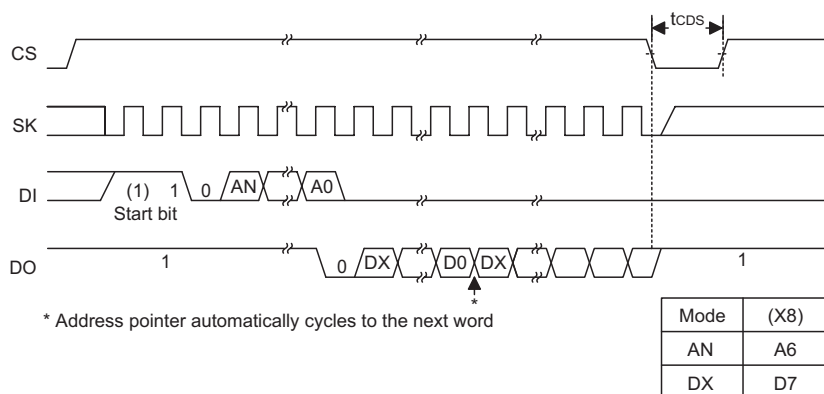 tCDS
CS
SK
DI (1) 1 0 AN A0
Start bit
DO 1 0 DX D0 DX 1
*
* Address pointer automatically cycles to the next word
Mode (X8)
AN A6
DX D7